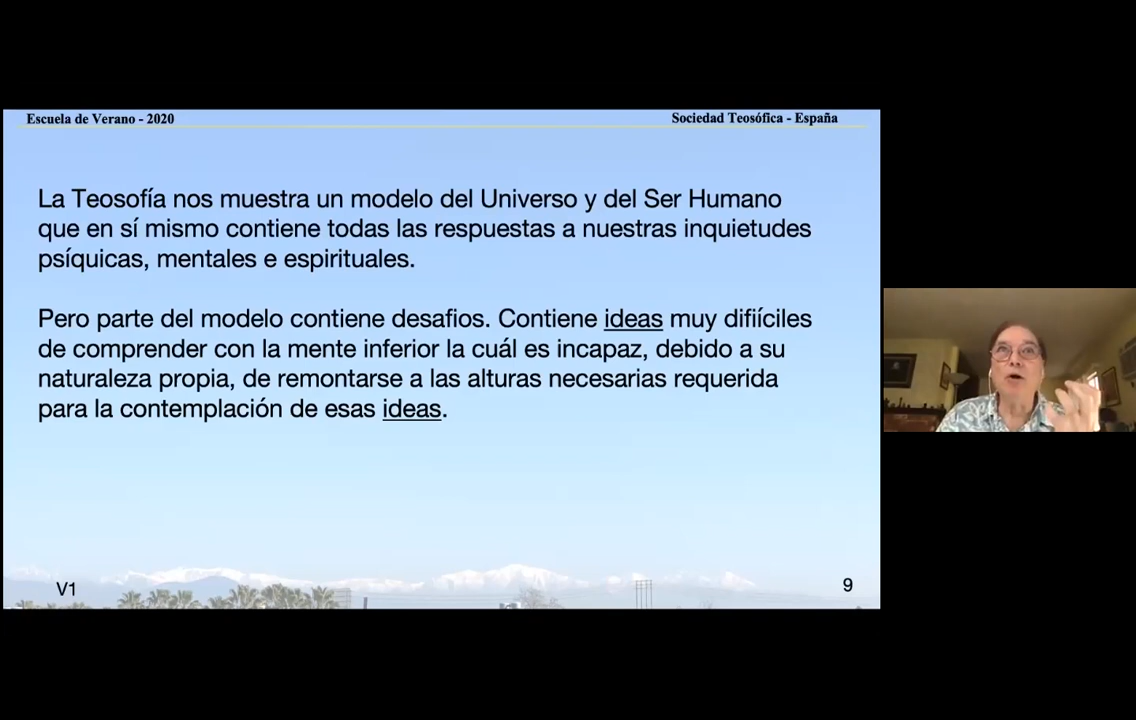 Escuela de Verano - 2020
Sociedad Teosófica - España
La Teosofía nos muestra un modelo del Universo y del Ser Humano
que en sí mismo contiene todas las respuestas a nuestras inquietudes
psíquicas, mentales e espirituales.
Pero parte del modelo contiene desafios. Contiene ideas muy difiíciles
de comprender con la mente inferior la cuál es incapaz, debido a su
naturaleza propia, de remontarse a las alturas necesarias requerida
para la contemplación de esas ideas.
V1
9